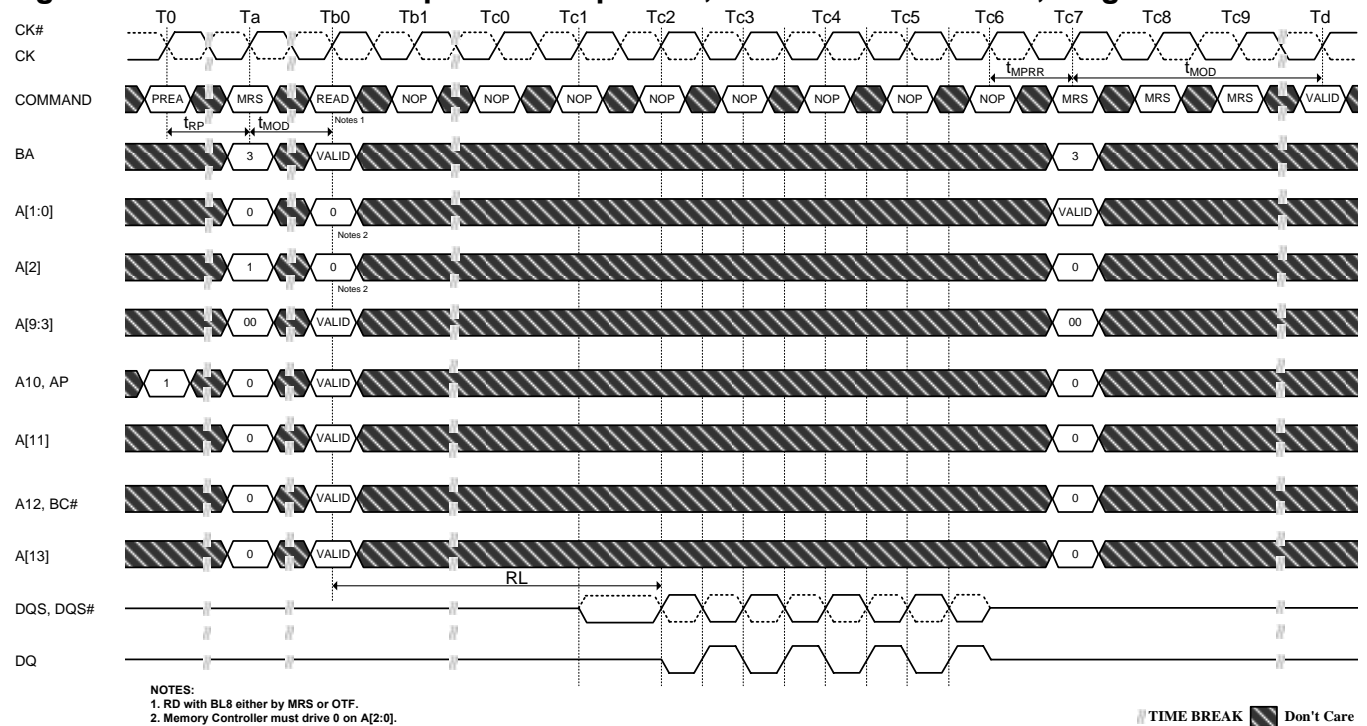 T0 Ta Tb0 Tb1 Tc0 Tc1 Tc2 Tc3 Tc4 Tc5 Tc6 Tc7 Tc8 Tc9 Td
CK#
CK
tMPRR tMOD
COMMAND PREA MRS READ NOP NOP NOP NOP NOP NOP NOP NOP MRS MRS MRS VALID
tRP tMOD Notes 1
BA 3 VALID 3
A[1:0] 0 0 VALID
Notes 2
A[2] 1 0 0
Notes 2
A[9:3] 00 VALID 00
A10, AP 1 0 VALID 0
A[11] 0 VALID 0
A12, BC# 0 VALID 0
A[13] 0 VALID 0
RL
DQS, DQS#
DQ
NOTES:
1. RD with BL8 either by MRS or OTF.
2. Memory Controller must drive 0 on A[2:0].
TIME BREAK Don't Care